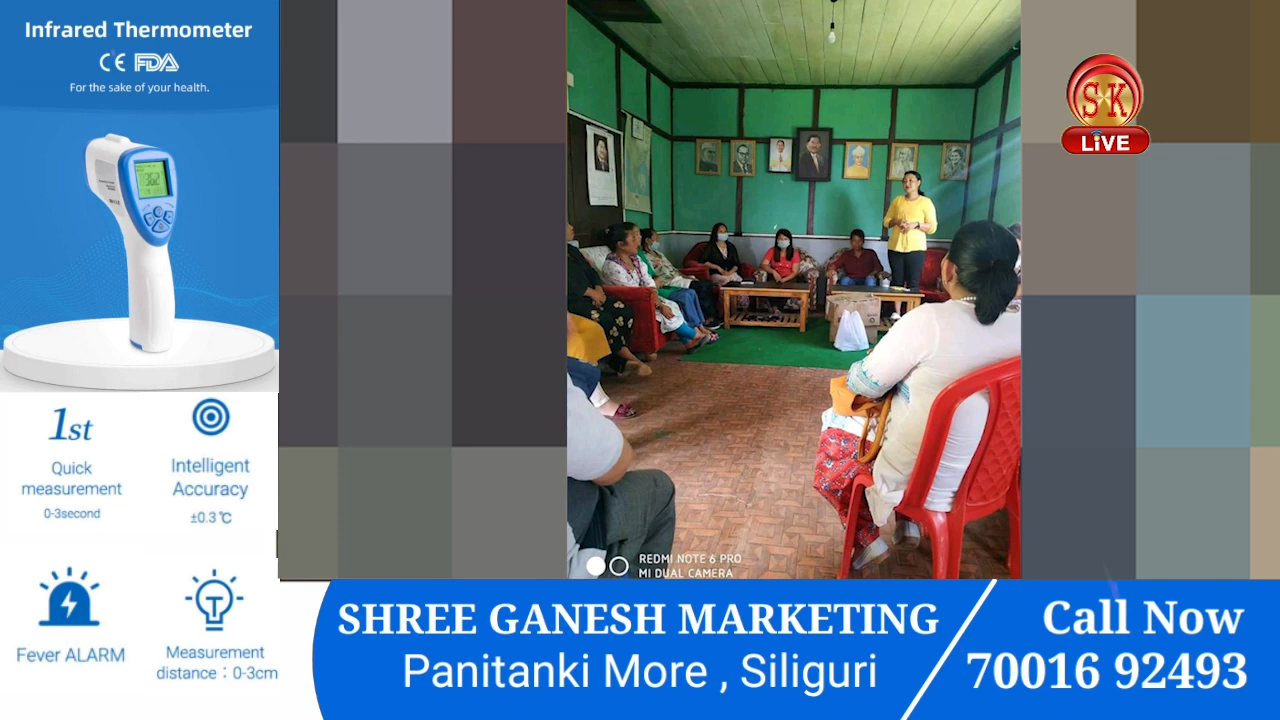 Infrared Thermometer
CE FDA
For the sake of your health.
1st
Quick
measurement
0-3second
Intelligent
Accuracy
±0.3℃
Fever ALARM
Measurement
distance：0-3cm
S K
LiVE
REDMI NOTE 6 PRO
MI DUAL CAMERA
SHREE GANESH MARKETING
Panitanki More , Siliguri
Call Now
70016 92493